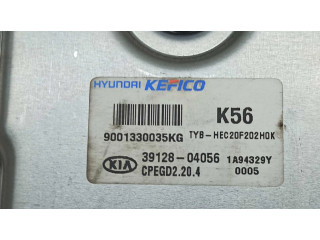 HYUNDAI KEFICO
K56
9001330035KG TYB-HEC20F202H0K
KIA 39128-04056 1A94329Y
CPEGD2.20.4 0005